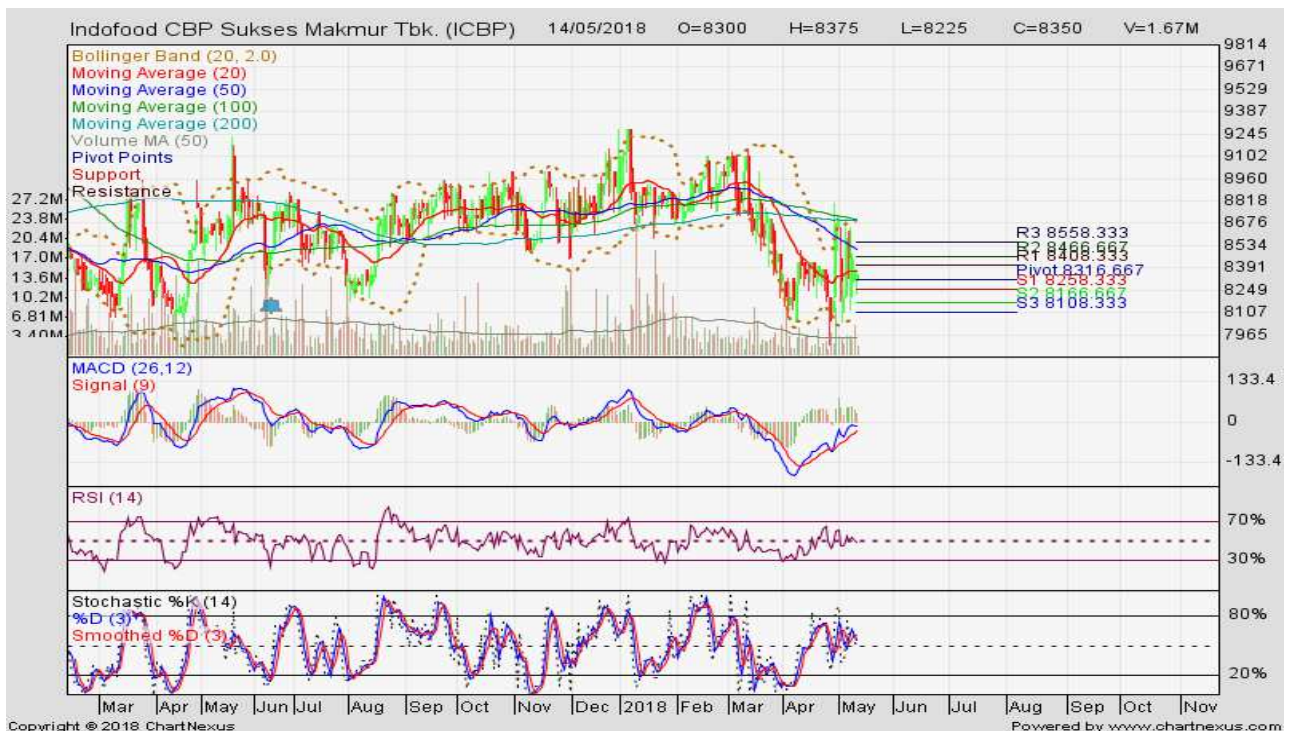 Indofood CBP Sukses Makmur Tbk. (ICBP) 14/05/2018 O=8300 H=8375 L=8225 C=8350 V=1.67M
Bollinger Band (20, 2.0)
Moving Average (20)
Moving Average (50)
Moving Average (100)
Moving Average (200)
Volume MA (50)
Pivot Points
Support
Resistance
27.2M
23.8M
20.4M
17.0M
13.6M
10.2M
6.81M
3.40M
9814
9671
9529
9387
9245
9102
8960
8818
8676
8534
8391
8249
8107
7965
R3 8558.333
R2 8466.667
R1 8408.333
Pivot 8316.667
S1 8258.333
S2 8166.667
S3 8108.333
MACD (26,12)
Signal (9)
133.4
0
-133.4
RSI (14)
70%
30%
Stochastic %K (14)
%D (3)
Smoothed %D (3)
80%
20%
Mar Apr May Jun Jul Aug Sep Oct Nov Dec 2018 Feb Mar Apr May Jun Jul Aug Sep Oct Nov
Copyright © 2018 ChartNexus Powered by www.chartnexus.com